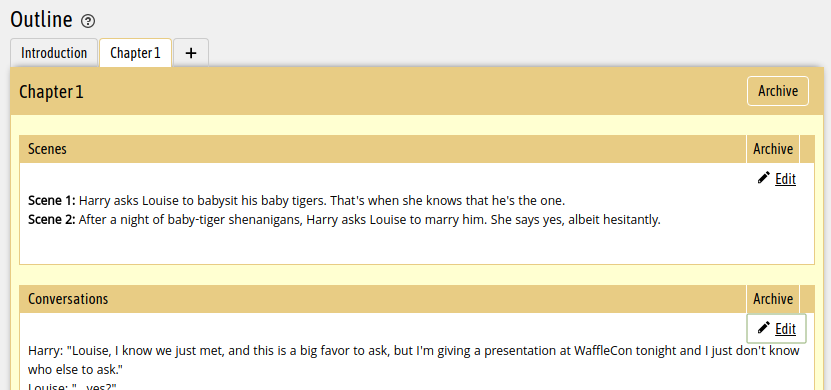 Outline ?
Introduction Chapter 1 +
Chapter 1 Archive
Scenes Archive
Edit
Scene 1: Harry asks Louise to babysit his baby tigers. That's when she knows that he's the one.
Scene 2: After a night of baby-tiger shenanigans, Harry asks Louise to marry him. She says yes, albeit hesitantly.
Conversations Archive
Edit
Harry: "Louise, I know we just met, and this is a big favor to ask, but I'm giving a presentation at WaffleCon tonight and I just don't know
who else to ask."
Louise: "...yes?"